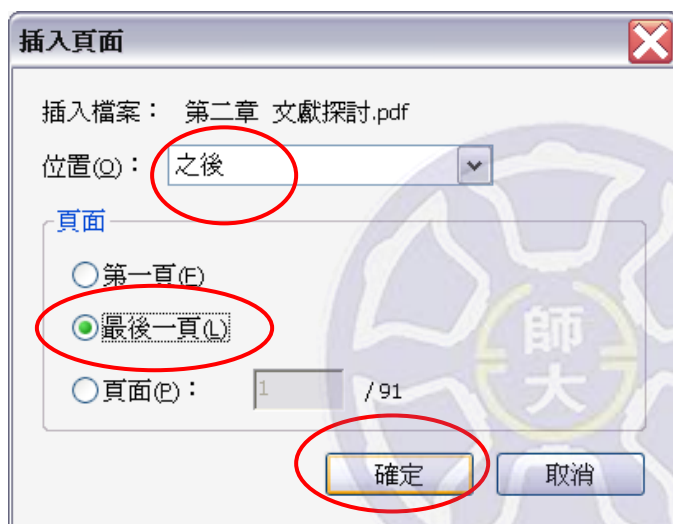 插入頁面
插入檔案： 第二章 文獻探討.pdf
位置(O)： 之後
頁面
第一頁(F)
最後一頁(L)
頁面(P)： 1 /91
師大
確定 取消